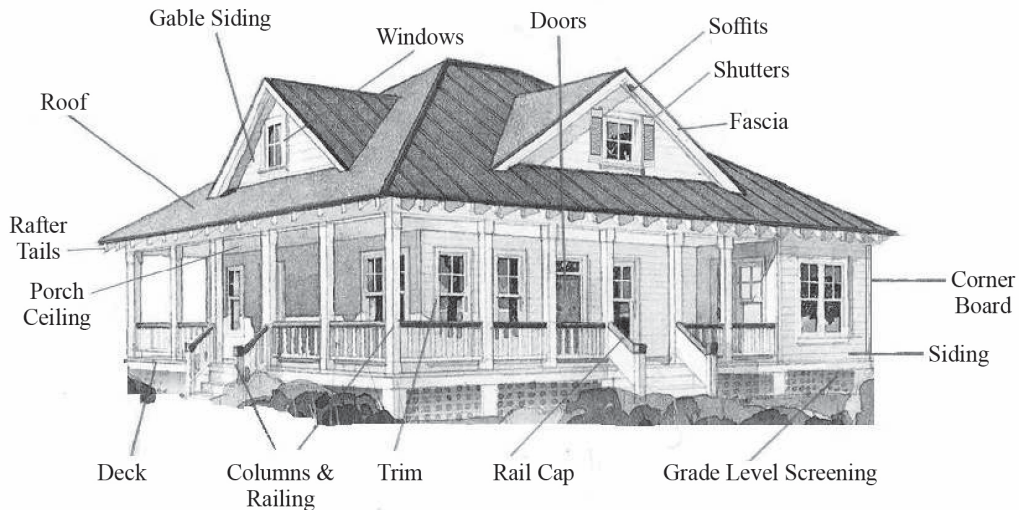 Gable Siding
Windows
Doors
Soffits
Shutters
Roof
Fascia
Rafter
Tails
Porch
Ceiling
Corner
Board
Siding
Deck
Columns &
Railing
Trim
Rail Cap
Grade Level Screening